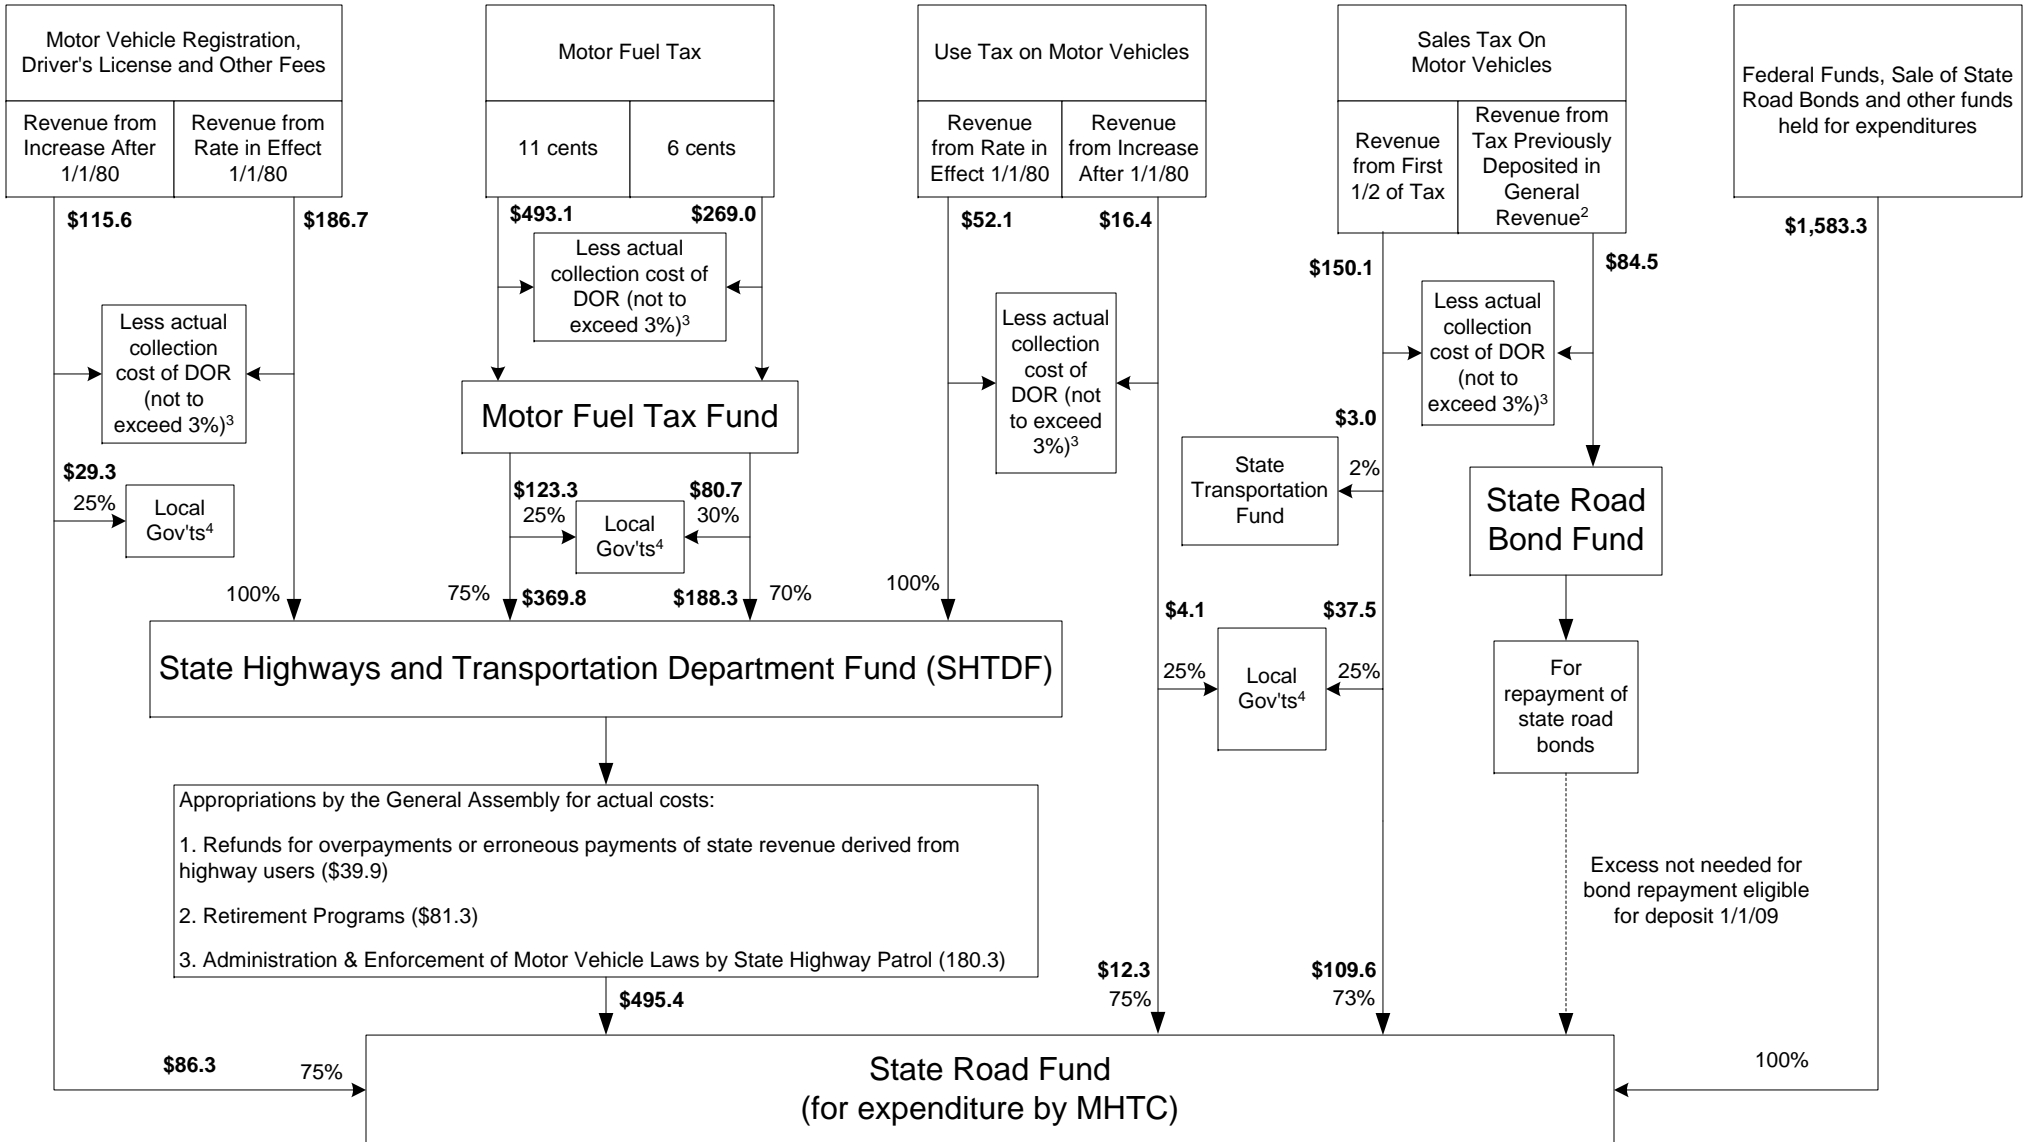 Motor Vehicle Registration,
Driver's License and Other Fees
Revenue from
Increase After
1/1/80
Revenue from
Rate in Effect
1/1/80
Motor Fuel Tax
11 cents
6 cents
Use Tax on Motor Vehicles
Revenue
from Rate in
Effect 1/1/80
Revenue
from Increase
After 1/1/80
Sales Tax On
Motor Vehicles
Revenue
from First
1/2 of Tax
Revenue from
Tax Previously
Deposited in
General
Revenue²
Federal Funds, Sale of State
Road Bonds and other funds
held for expenditures
$115.6
$186.7
$493.1
$269.0
$52.1
$16.4
$150.1
$84.5
$1,583.3
Less actual
collection
cost of DOR
(not to
exceed 3%)³
Less actual
collection cost of
DOR (not to
exceed 3%)³
Less actual
collection
cost of
DOR (not
to exceed
3%)³
Less actual
collection
cost of DOR
(not to
exceed 3%)³
Motor Fuel Tax Fund
$3.0
2%
State
Transportation
Fund
State Road
Bond Fund
$29.3
25%
Local
Gov'ts⁴
$123.3
25%
Local
Gov'ts⁴
$80.7
30%
100%
75%
$369.8
$188.3
70%
100%
$4.1
25%
Local
Gov'ts⁴
$37.5
25%
For
repayment of
state road
bonds
State Highways and Transportation Department Fund (SHTDF)
Appropriations by the General Assembly for actual costs:
1. Refunds for overpayments or erroneous payments of state revenue derived from
highway users ($39.9)
2. Retirement Programs ($81.3)
3. Administration & Enforcement of Motor Vehicle Laws by State Highway Patrol (180.3)
Excess not needed for
bond repayment eligible
for deposit 1/1/09
$495.4
$12.3
75%
$109.6
73%
$86.3
75%
100%
State Road Fund
(for expenditure by MHTC)